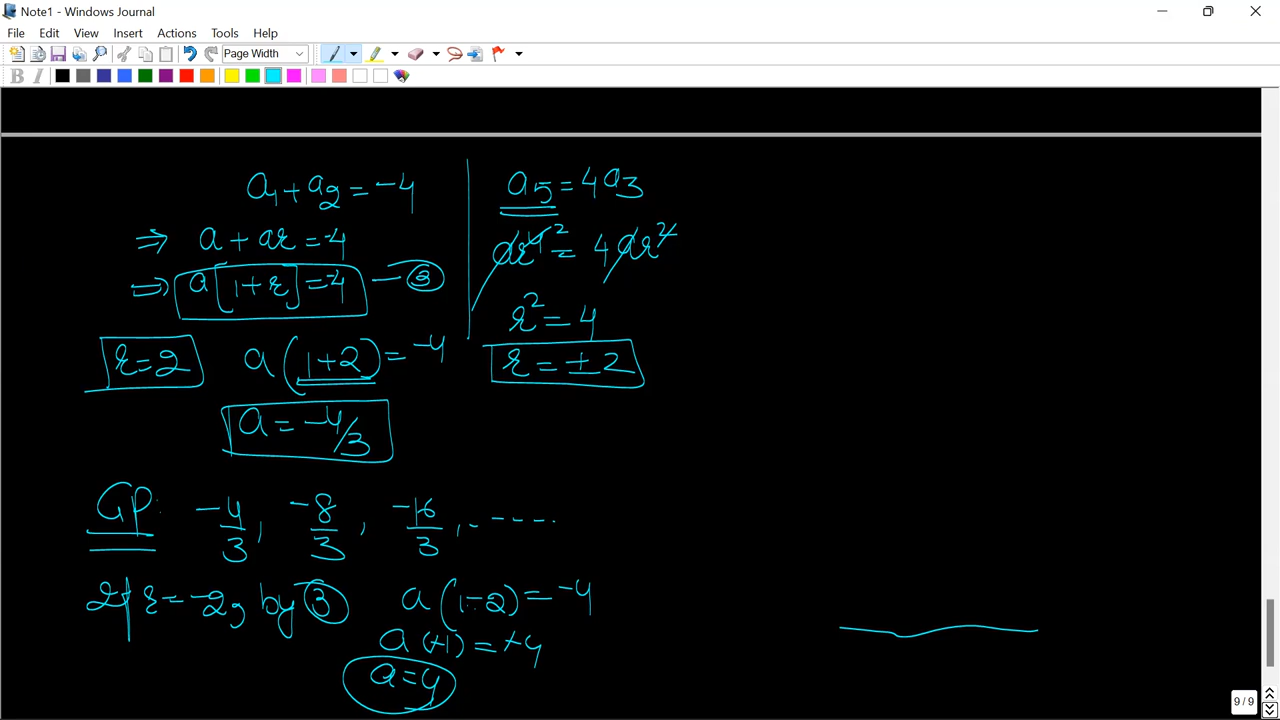 Note1 - Windows Journal
File Edit View Insert Actions Tools Help
Page Width
B I
a₁ + a₂ = -4
⇒ a + ar = -4
⇒ a[1+r] = -4 — ③
r = 2 a(1+2) = -4
a = -4/3
a₅ = 4a₃
ar⁴ ² = 4ar²
r² = 4
r = ±2
GP: -4/3, -8/3, -16/3, ------
If r = -2, by ③ a(1-2) = -4
a(+1) = +4
a = 4
9 / 9